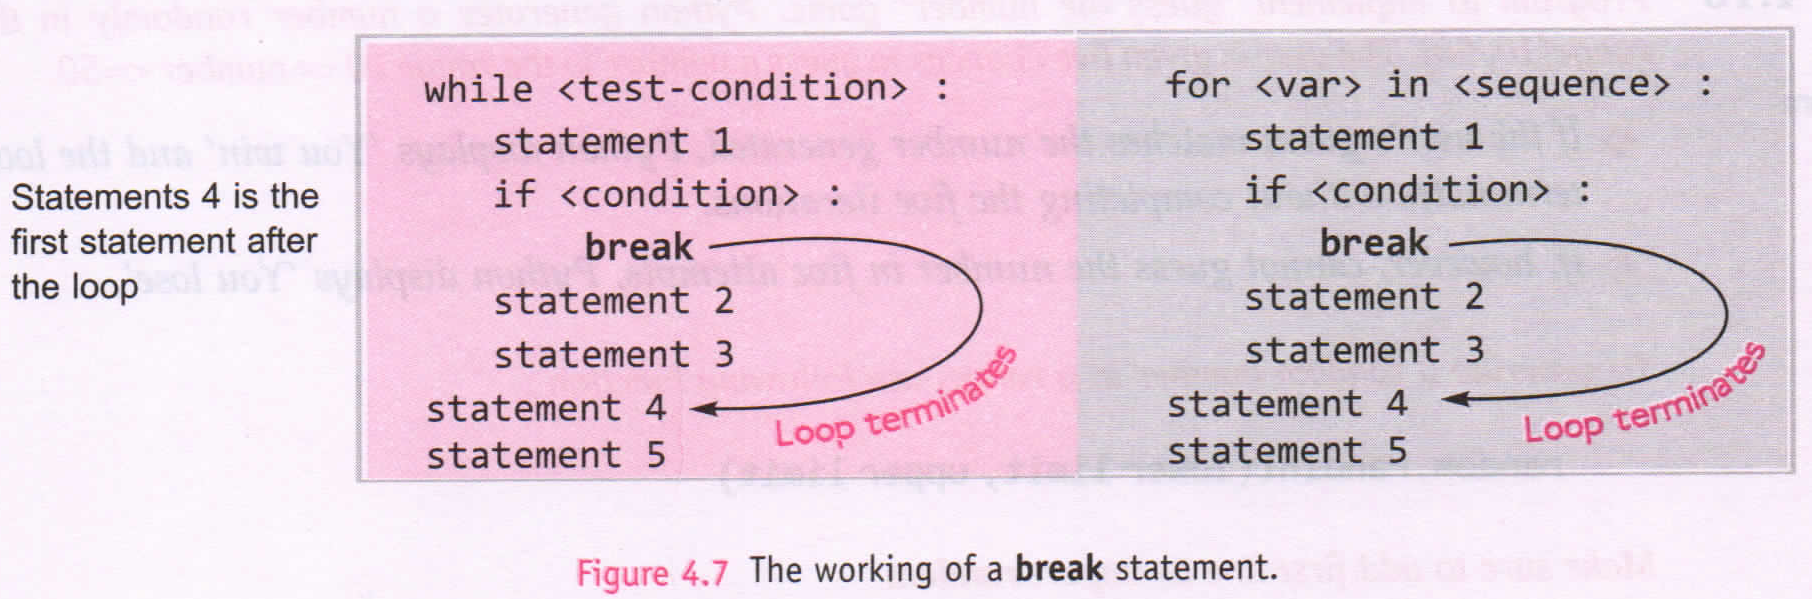 Statements 4 is the
first statement after
the loop
while <test-condition> :
statement 1
if <condition> :
break
statement 2
statement 3
statement 4
statement 5
Loop terminates
for <var> in <sequence> :
statement 1
if <condition> :
break
statement 2
statement 3
statement 4
statement 5
Loop terminates
Figure 4.7 The working of a break statement.